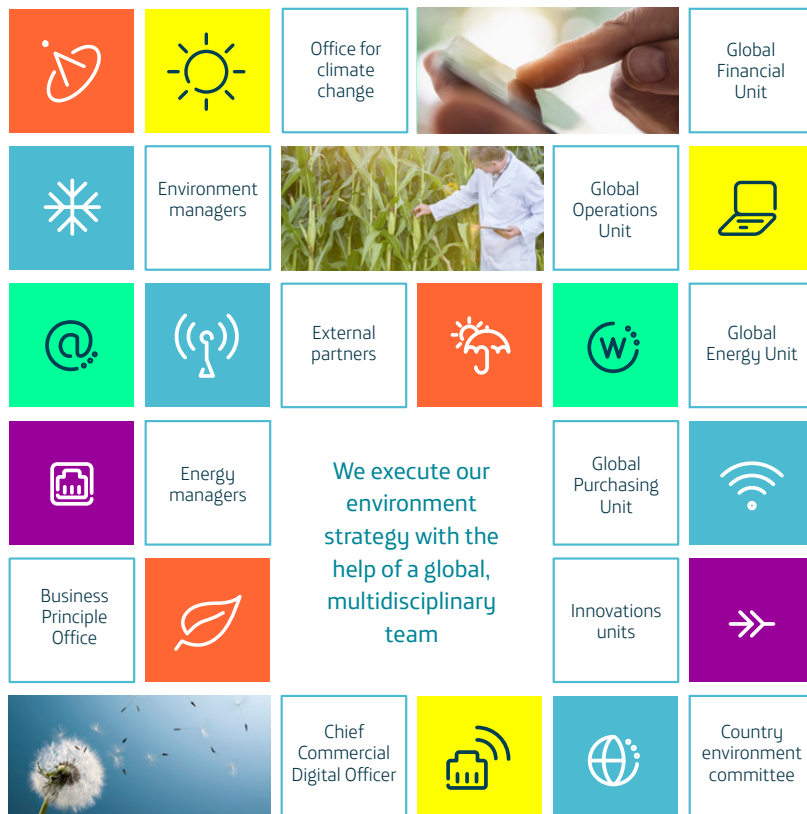 Office for
climate
change
Global
Financial
Unit
Environment
managers
Global
Operations
Unit
@
External
partners
W
Global
Energy Unit
Energy
managers
We execute our
environment
strategy with the
help of a global,
multidisciplinary
team
Global
Purchasing
Unit
Business
Principle
Office
Innovations
units
Chief
Commercial
Digital Officer
Country
environment
committee